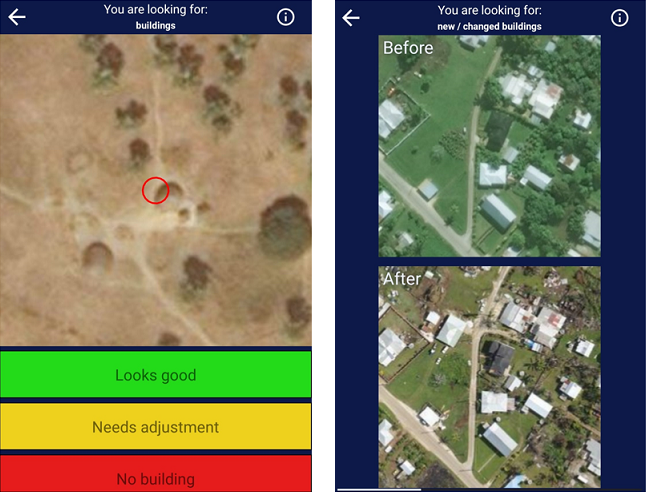 You are looking for:
buildings
Looks good
Needs adjustment
No building
You are looking for:
new / changed buildings
Before
After